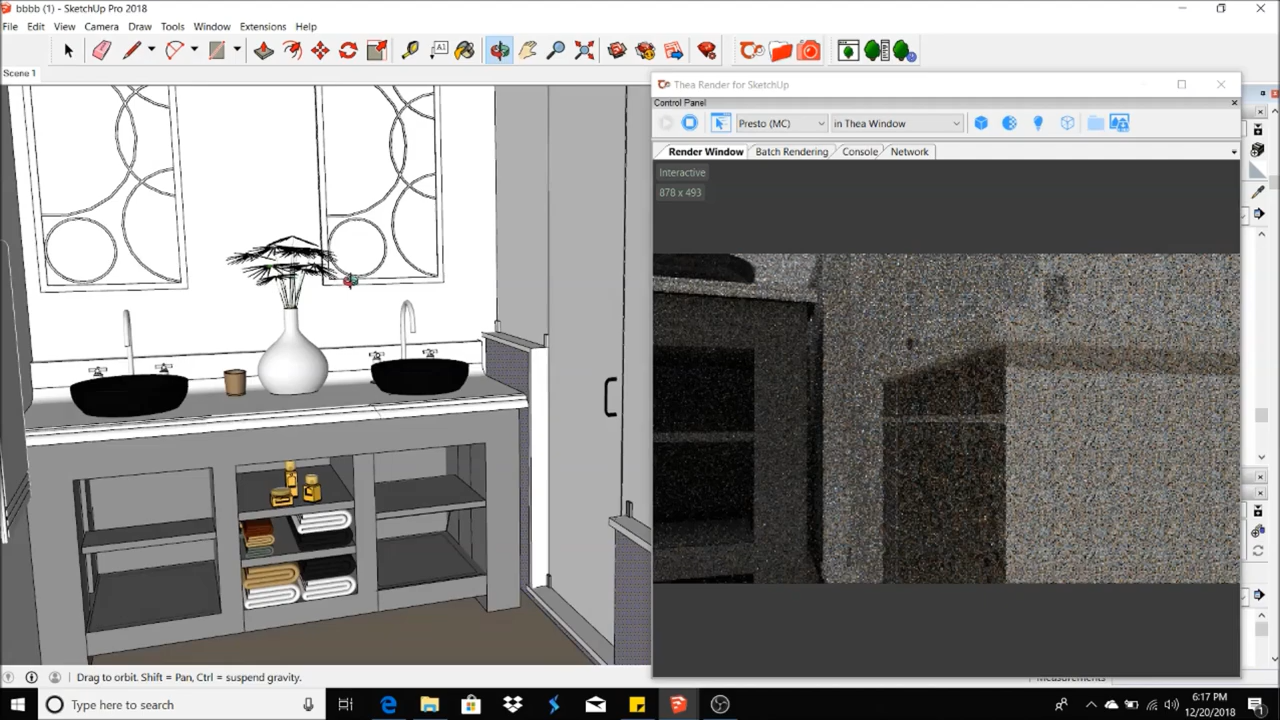 bbbb (1) - SketchUp Pro 2018
File Edit View Camera Draw Tools Window Extensions Help
Scene 1
Thea Render for SketchUp
Control Panel
Presto (MC) in Thea Window
Render Window Batch Rendering Console Network
Interactive
878 x 493
Drag to orbit. Shift = Pan, Ctrl = suspend gravity.
Measurements
Type here to search
6:17 PM
12/20/2018
1